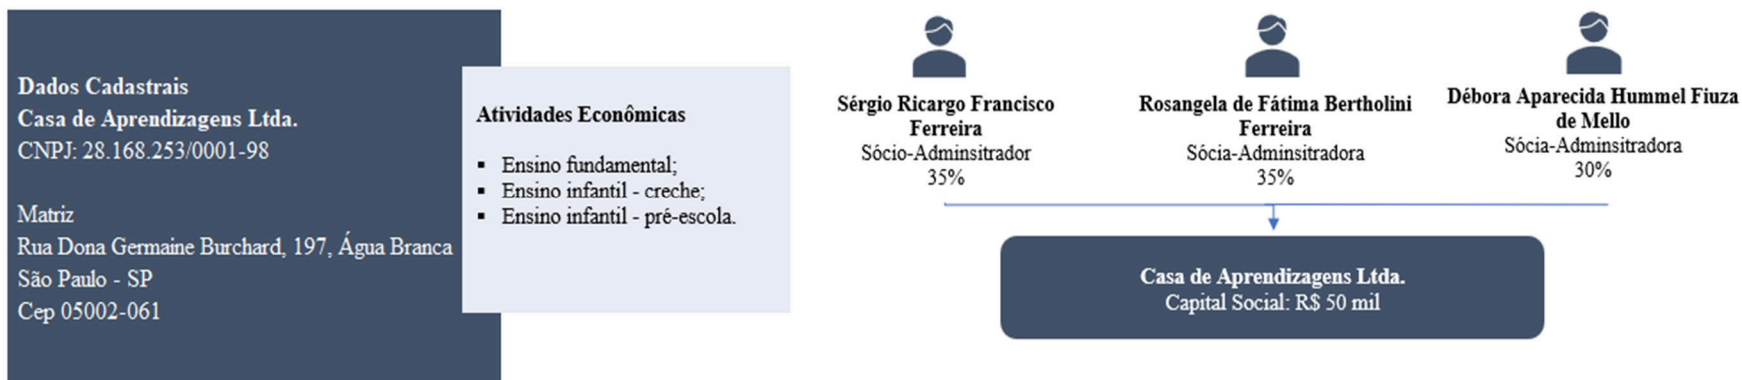 Dados Cadastrais
Casa de Aprendizagens Ltda.
CNPJ: 28.168.253/0001-98
Matriz
Rua Dona Germaine Burchard, 197, Água Branca
São Paulo - SP
Cep 05002-061
Atividades Econômicas
▪ Ensino fundamental;
▪ Ensino infantil - creche;
▪ Ensino infantil - pré-escola.
Sérgio Ricargo Francisco
Ferreira
Sócio-Adminsitrador
35%
Rosangela de Fátima Bertholini
Ferreira
Sócia-Adminsitradora
35%
Débora Aparecida Hummel Fiuza
de Mello
Sócia-Adminsitradora
30%
Casa de Aprendizagens Ltda.
Capital Social: R$ 50 mil